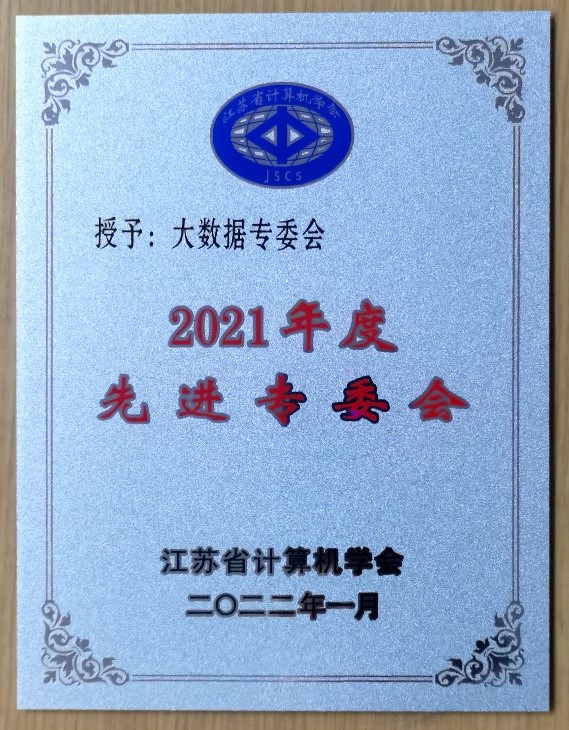 江苏省计算机学会
JSCS
授予：大数据专委会
2021年度
先进专委会
江苏省计算机学会
二〇二二年一月